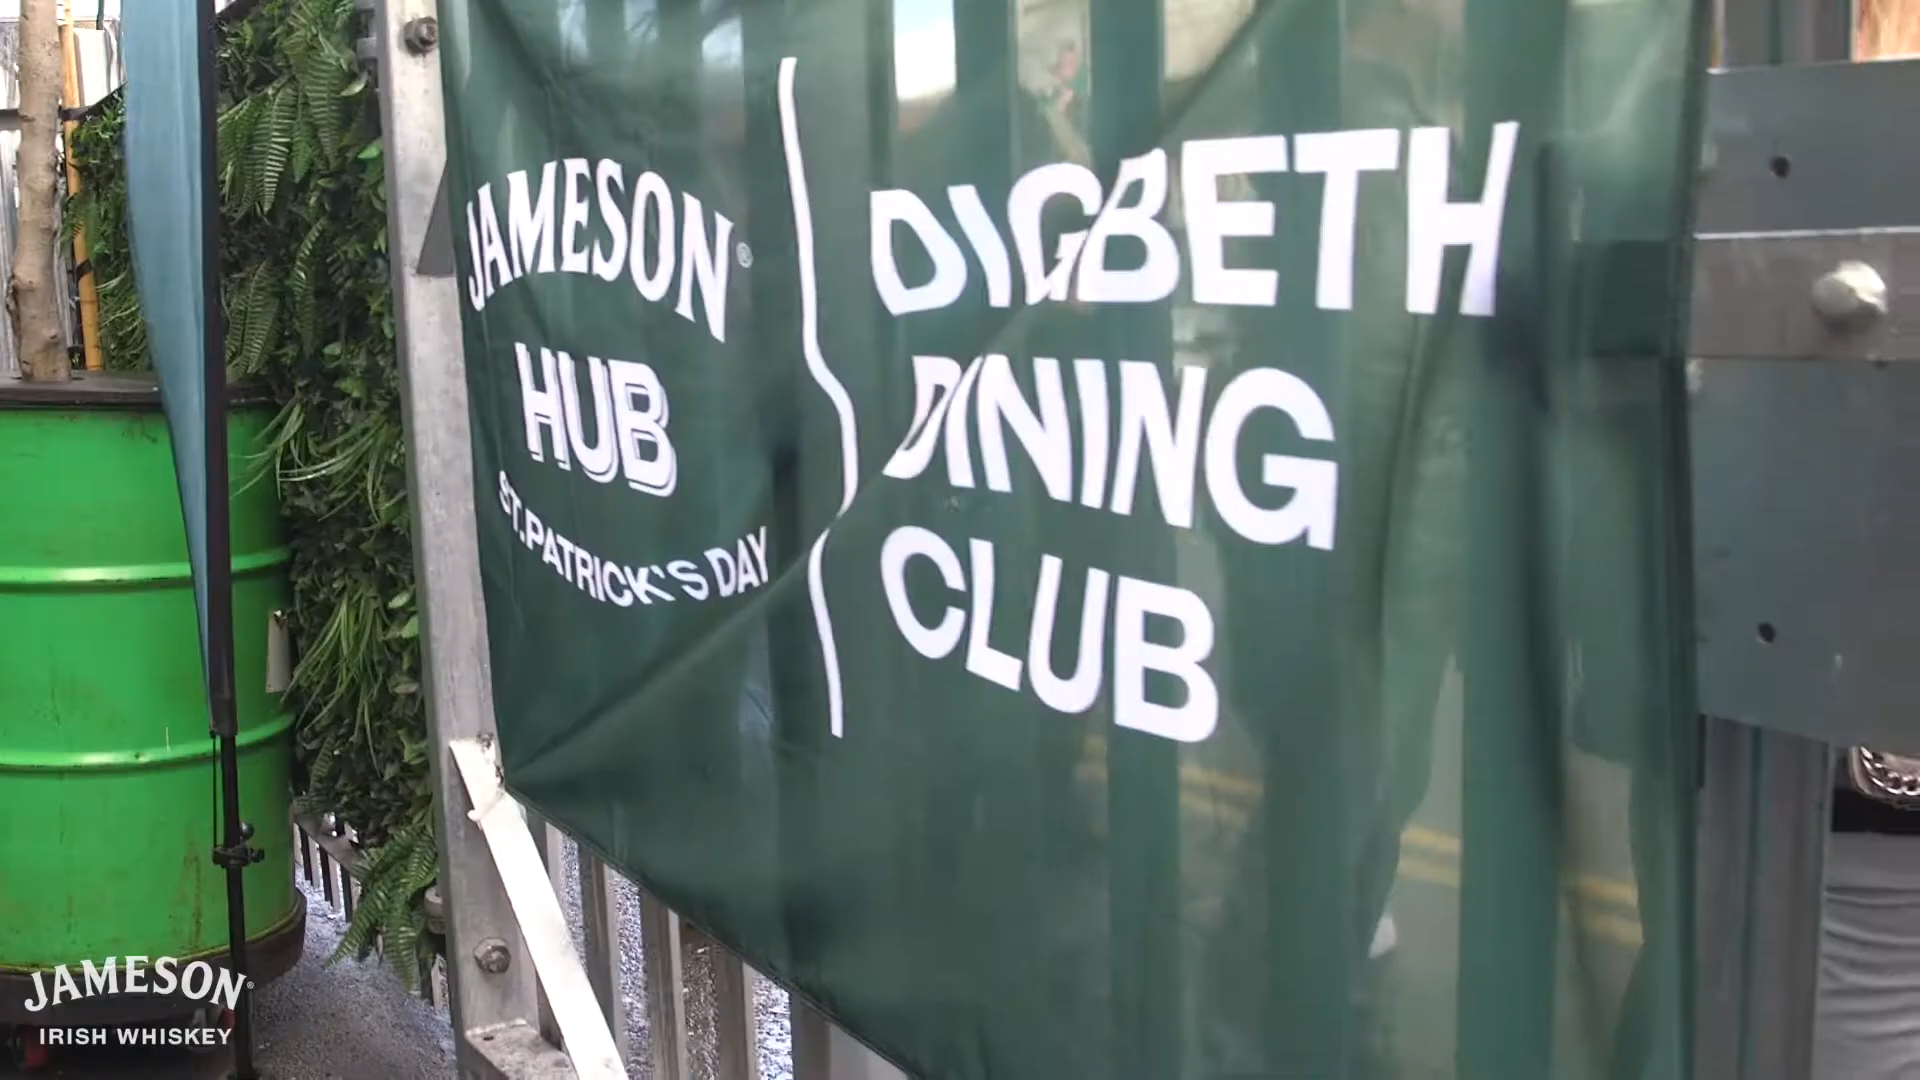 JAMESON®
HUB
ST.PATRICK'S DAY
DIGBETH
DINING
CLUB
JAMESON®
IRISH WHISKEY